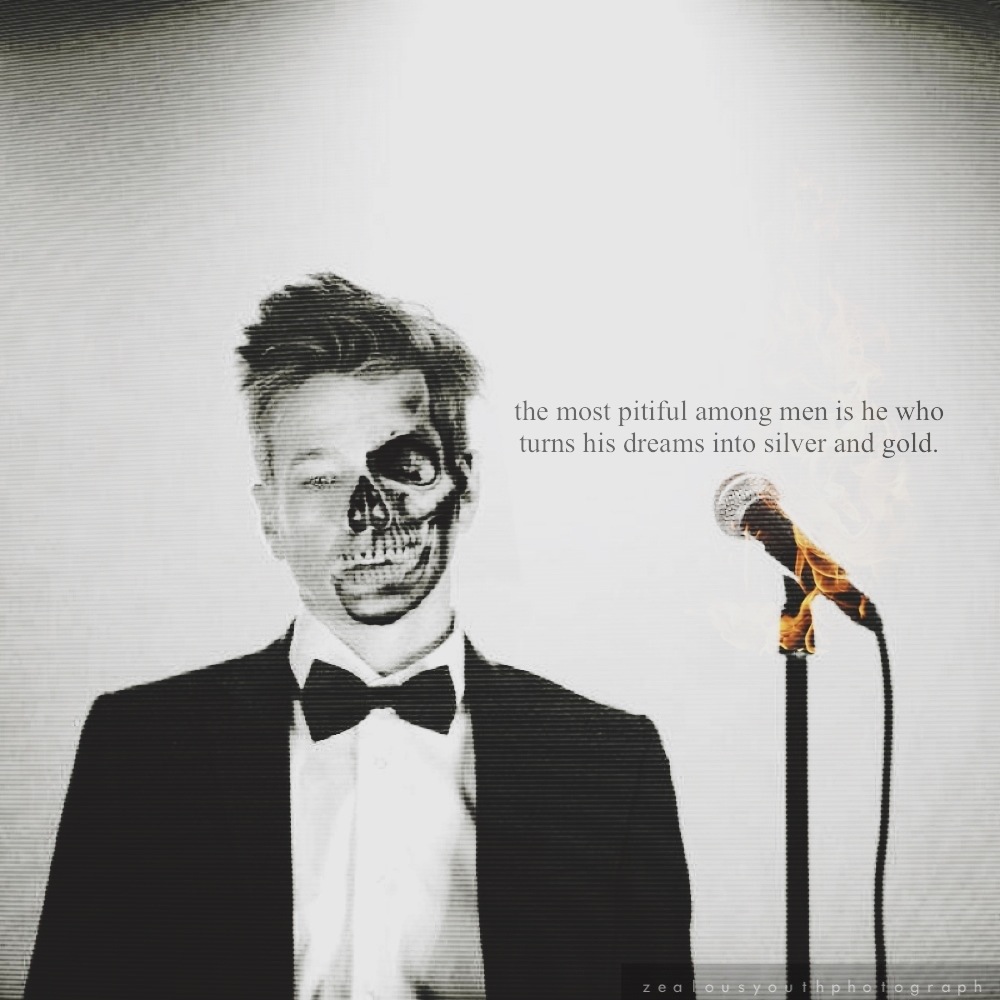 the most pitiful among men is he who
turns his dreams into silver and gold.
zealousyouthphotograph